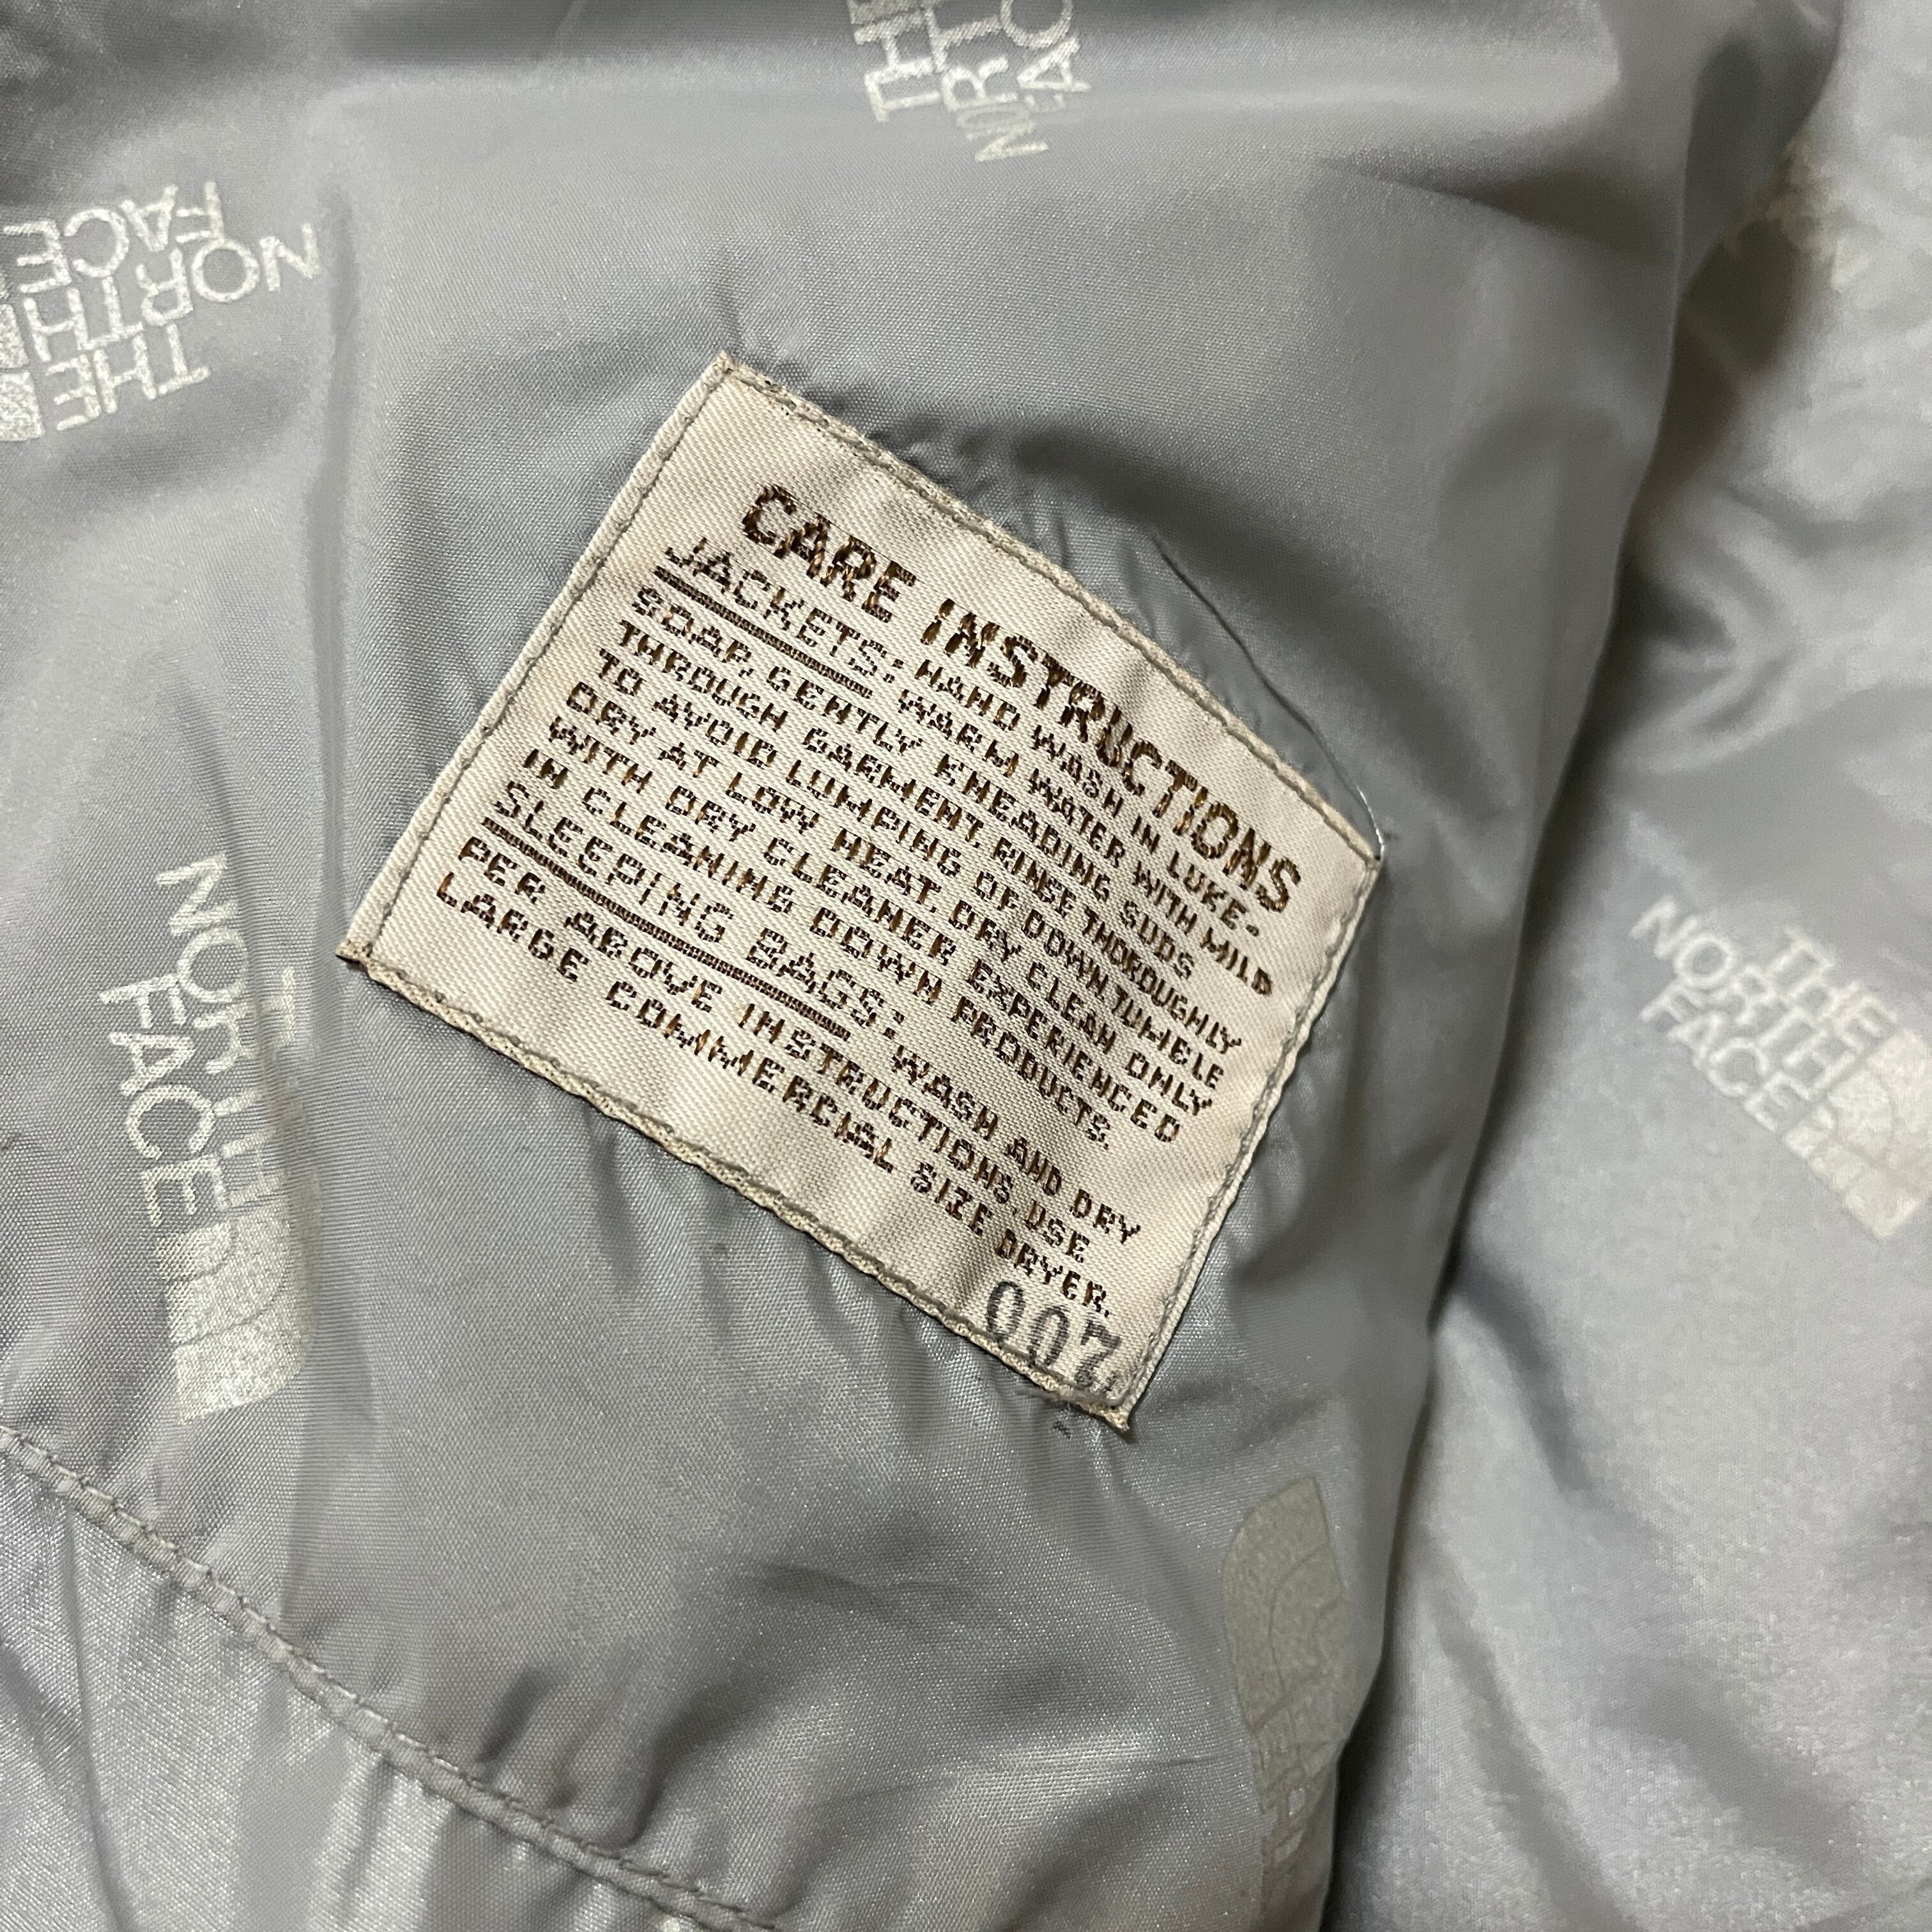 THE
NORTH
FACE
THE
NORTH
FACE
CARE INSTRUCTIONS
JACKETS: HAND WASH IN LUKE-
WARM WATER WITH MILD
SOAP, GENTLY KNEADING SUDS
THROUGH GARMENT. RINSE THOROUGHLY
TO AVOID LUMPING OF DOWN. TUMBLE
DRY AT LOW HEAT. DRY CLEAN ONLY
WITH DRY CLEANER EXPERIENCED
IN CLEANING DOWN PRODUCTS.
SLEEPING BAGS: WASH AND DRY
PER ABOVE INSTRUCTIONS. USE
LARGE COMMERCIAL SIZE DRYER.
007
NORTH
FACE
THE
NORTH
FACE